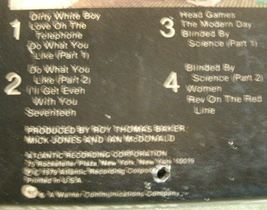 1
Dirty White Boy
Love On The
Telephone
Do What You
Like (Part 1)
2
Do What You
Like (Part 2)
I'll Get Even
With You
Seventeen
3
Head Games
The Modern Day
Blinded By
Science (Part 1)
4
Blinded By
Science (Part 2)
Women
Rev On The Red
Line
PRODUCED BY ROY THOMAS BAKER,
MICK JONES AND IAN McDONALD
ATLANTIC RECORDING CORPORATION
75 Rockefeller Plaza, New York, New York 10019
© 1979 Atlantic Recording Corporation
Printed in U.S.A.
A Warner Communications Company